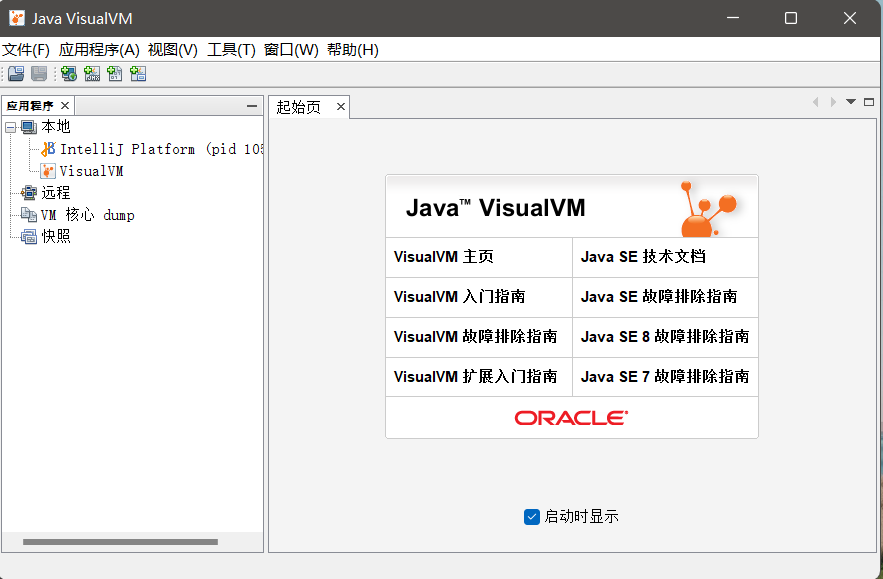 Java VisualVM
文件(F) 应用程序(A) 视图(V) 工具(T) 窗口(W) 帮助(H)
应用程序
起始页
本地
IntelliJ Platform (pid 105
VisualVM
远程
VM 核心 dump
快照
Java™ VisualVM
VisualVM 主页
Java SE 技术文档
VisualVM 入门指南
Java SE 故障排除指南
VisualVM 故障排除指南
Java SE 8 故障排除指南
VisualVM 扩展入门指南
Java SE 7 故障排除指南
ORACLE
启动时显示